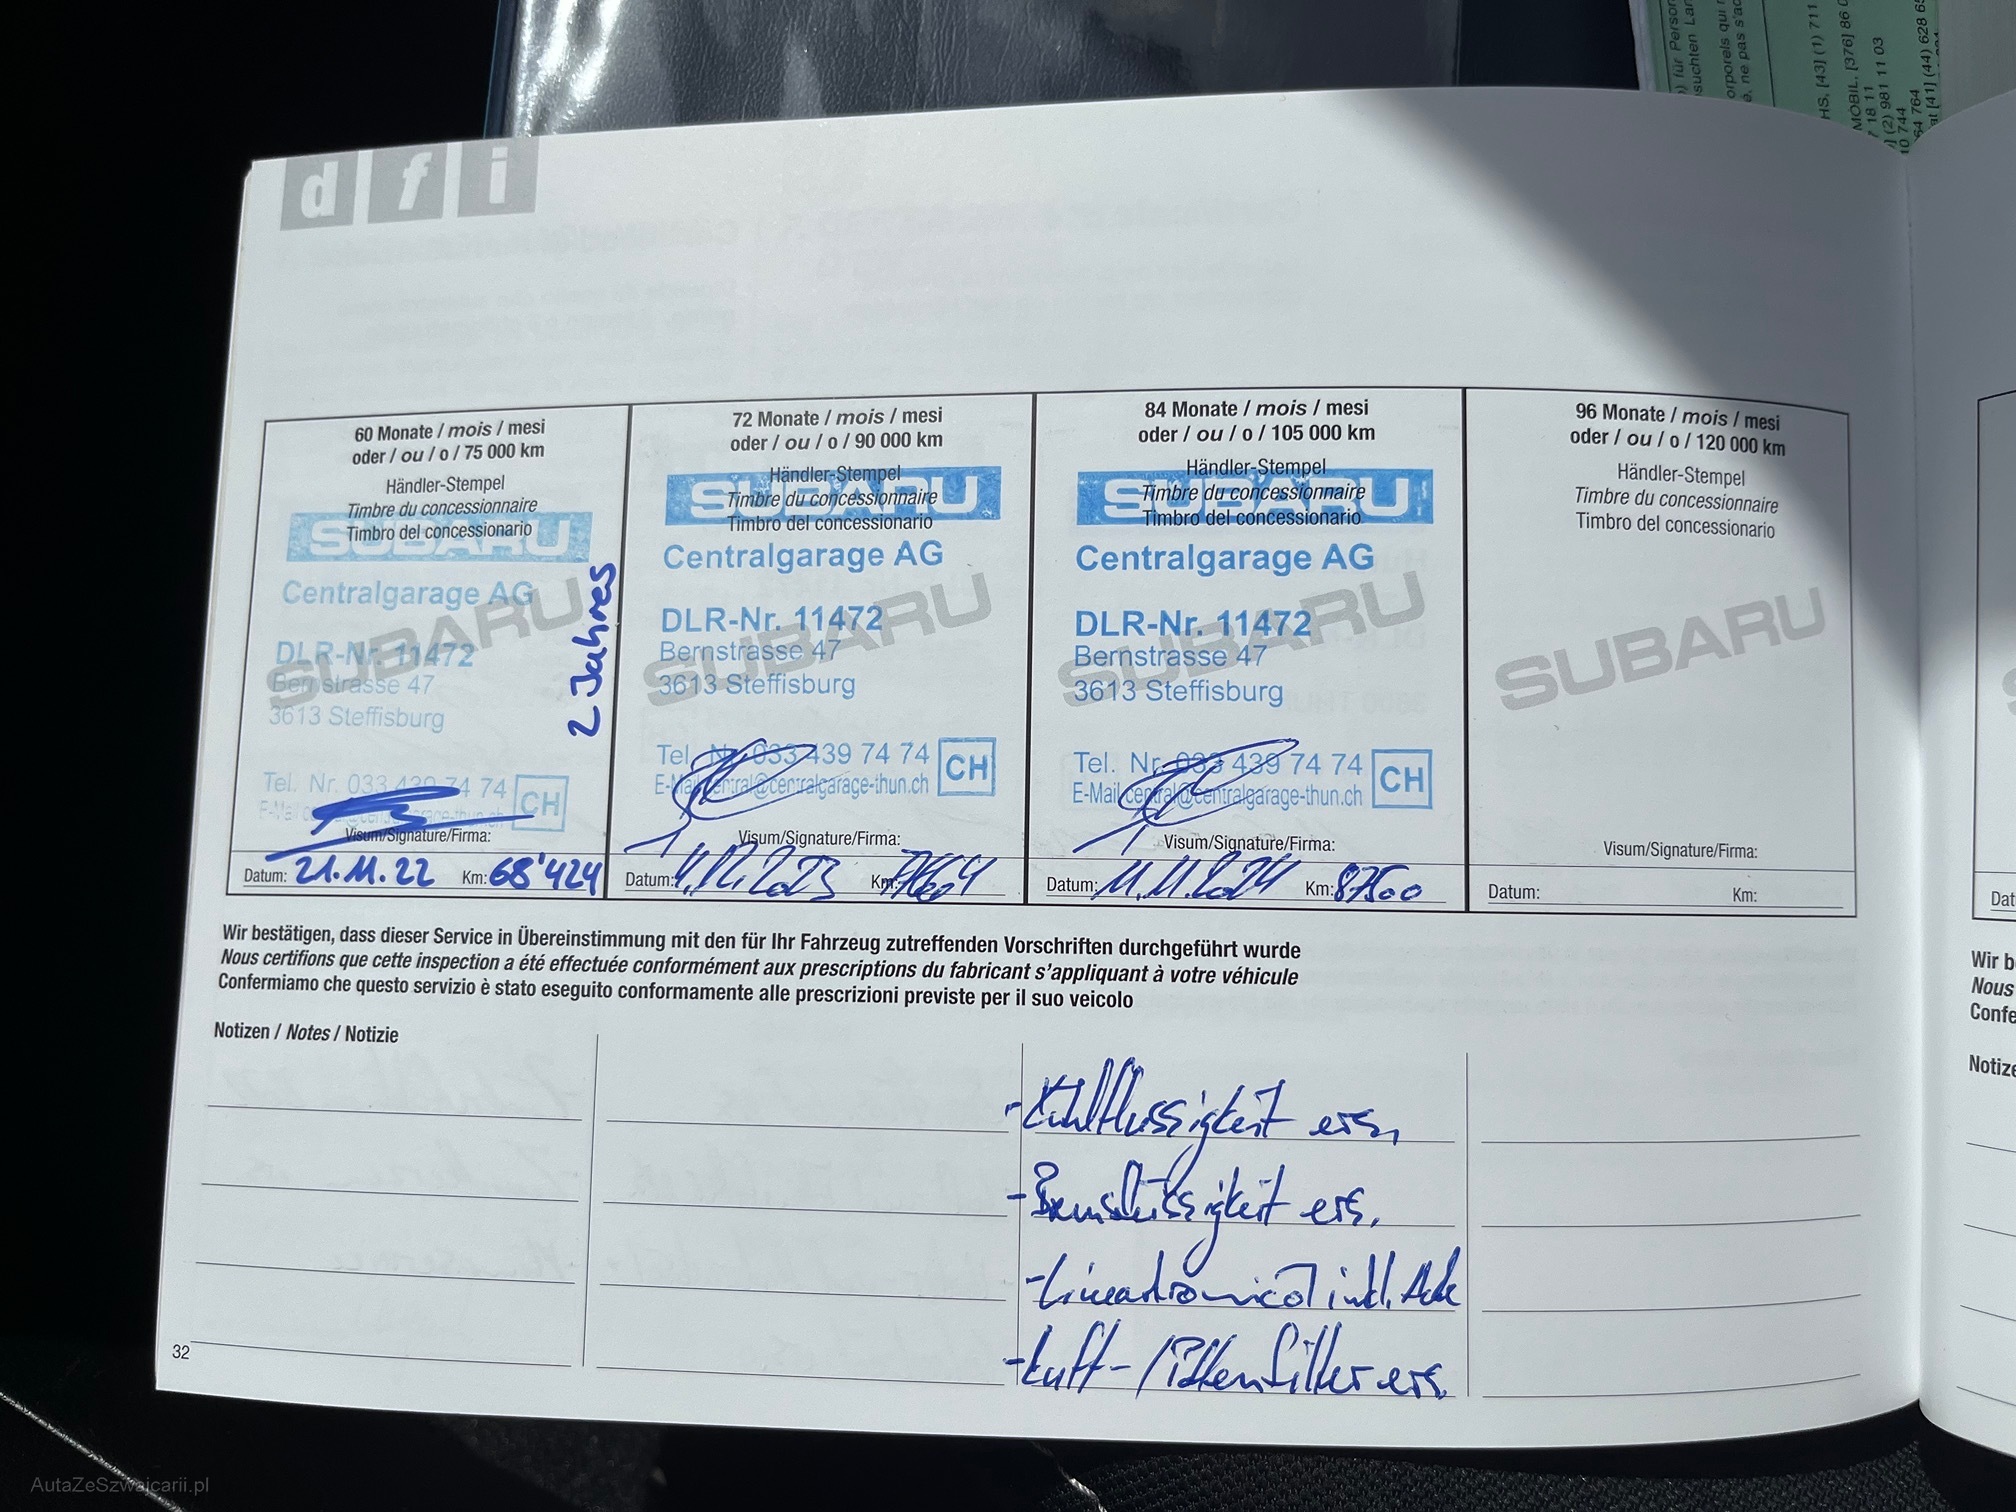 d f i
60 Monate / mois / mesi
oder / ou / o / 75 000 km
Händler-Stempel
Timbre du concessionnaire
Timbro del concessionario
SUBARU
Centralgarage AG
DLR-Nr. 11472
Bernstrasse 47
3613 Steffisburg
SUBARU
2 Jahres
Tel. Nr. 033 439 74 74
CH
Visum/Signature/Firma:
Datum: 21.11.22 Km: 68'424
72 Monate / mois / mesi
oder / ou / o / 90 000 km
Händler-Stempel
Timbre du concessionnaire
Timbro del concessionario
SUBARU
Centralgarage AG
DLR-Nr. 11472
Bernstrasse 47
3613 Steffisburg
SUBARU
Tel. Nr. 033 439 74 74
E-Mail central@centralgarage-thun.ch
CH
Visum/Signature/Firma:
Datum: 4.12.2023 Km:
84 Monate / mois / mesi
oder / ou / o / 105 000 km
Händler-Stempel
Timbre du concessionnaire
Timbro del concessionario
SUBARU
Centralgarage AG
DLR-Nr. 11472
Bernstrasse 47
3613 Steffisburg
SUBARU
Tel. Nr. 033 439 74 74
E-Mail central@centralgarage-thun.ch
CH
Visum/Signature/Firma:
Datum: 11.11.2024 Km: 87500
96 Monate / mois / mesi
oder / ou / o / 120 000 km
Händler-Stempel
Timbre du concessionnaire
Timbro del concessionario
SUBARU
Visum/Signature/Firma:
Datum: Km:
Wir bestätigen, dass dieser Service in Übereinstimmung mit den für Ihr Fahrzeug zutreffenden Vorschriften durchgeführt wurde
Nous certifions que cette inspection a été effectuée conformément aux prescriptions du fabricant s'appliquant à votre véhicule
Confermiamo che questo servizio è stato eseguito conformamente alle prescrizioni previste per il suo veicolo
Notizen / Notes / Notizie
- Kühlflüssigkeit ers.
- Bremsflüssigkeit ers.
- Lineartronicöl inkl.
- Luft- / ers.
32
AutaZeSzwajcarii.pl